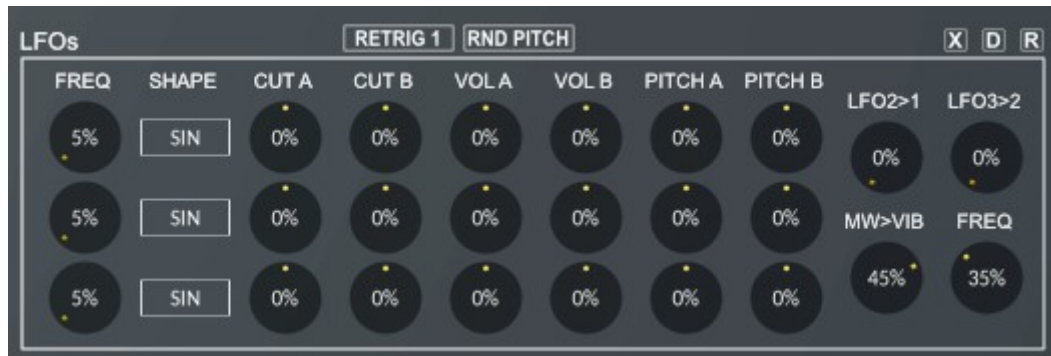 LFOs RETRIG 1 RND PITCH X D R
FREQ SHAPE CUT A CUT B VOL A VOL B PITCH A PITCH B LFO2>1 LFO3>2
5% SIN 0% 0% 0% 0% 0% 0% 0% 0%
5% SIN 0% 0% 0% 0% 0% 0% MW>VIB FREQ
5% SIN 0% 0% 0% 0% 0% 0% 45% 35%